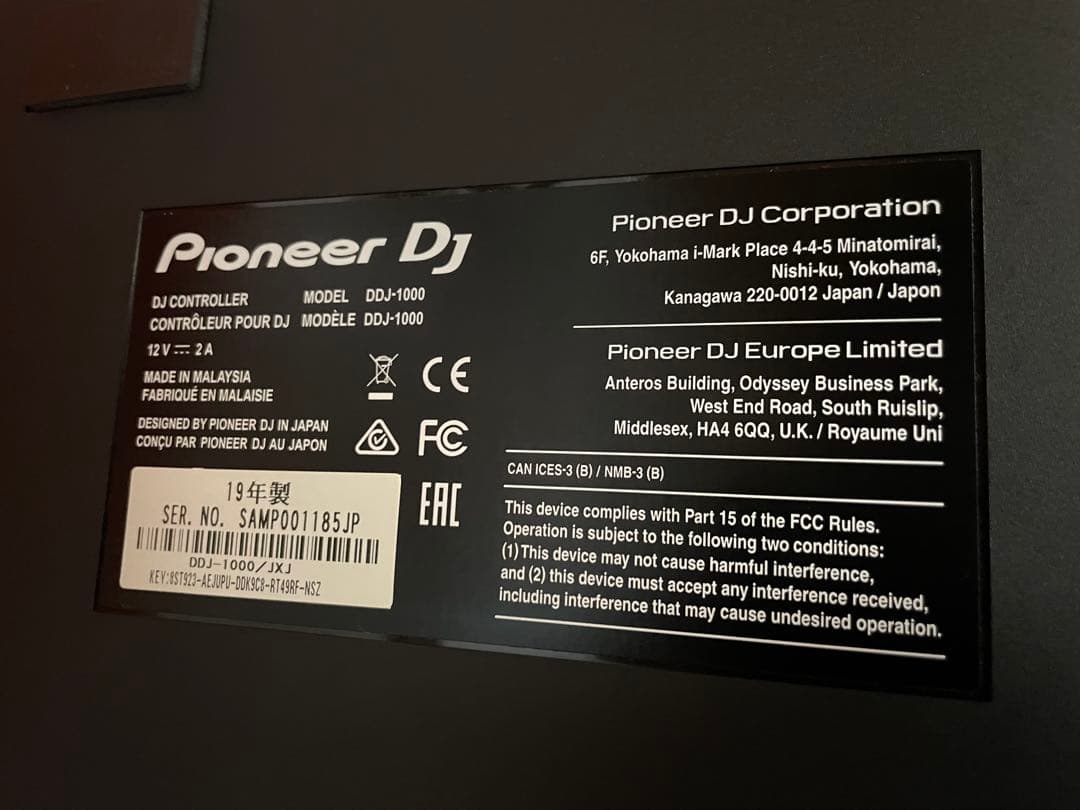 Pioneer DJ
DJ CONTROLLER MODEL DDJ-1000
CONTRÔLEUR POUR DJ MODÈLE DDJ-1000
12 V ⎓ 2 A
MADE IN MALAYSIA
FABRIQUÉ EN MALAISIE
DESIGNED BY PIONEER DJ IN JAPAN
CONÇU PAR PIONEER DJ AU JAPON
CE
FC
EAC
19年製
SER. NO. SAMP001185JP
DDJ-1000/JXJ
KEY:8ST923-AEJUPU-DDK9C8-RT49RF-NSZ
Pioneer DJ Corporation
6F, Yokohama i-Mark Place 4-4-5 Minatomirai,
Nishi-ku, Yokohama,
Kanagawa 220-0012 Japan / Japon
Pioneer DJ Europe Limited
Anteros Building, Odyssey Business Park,
West End Road, South Ruislip,
Middlesex, HA4 6QQ, U.K. / Royaume Uni
CAN ICES-3 (B) / NMB-3 (B)
This device complies with Part 15 of the FCC Rules.
Operation is subject to the following two conditions:
(1) This device may not cause harmful interference,
and (2) this device must accept any interference received,
including interference that may cause undesired operation.